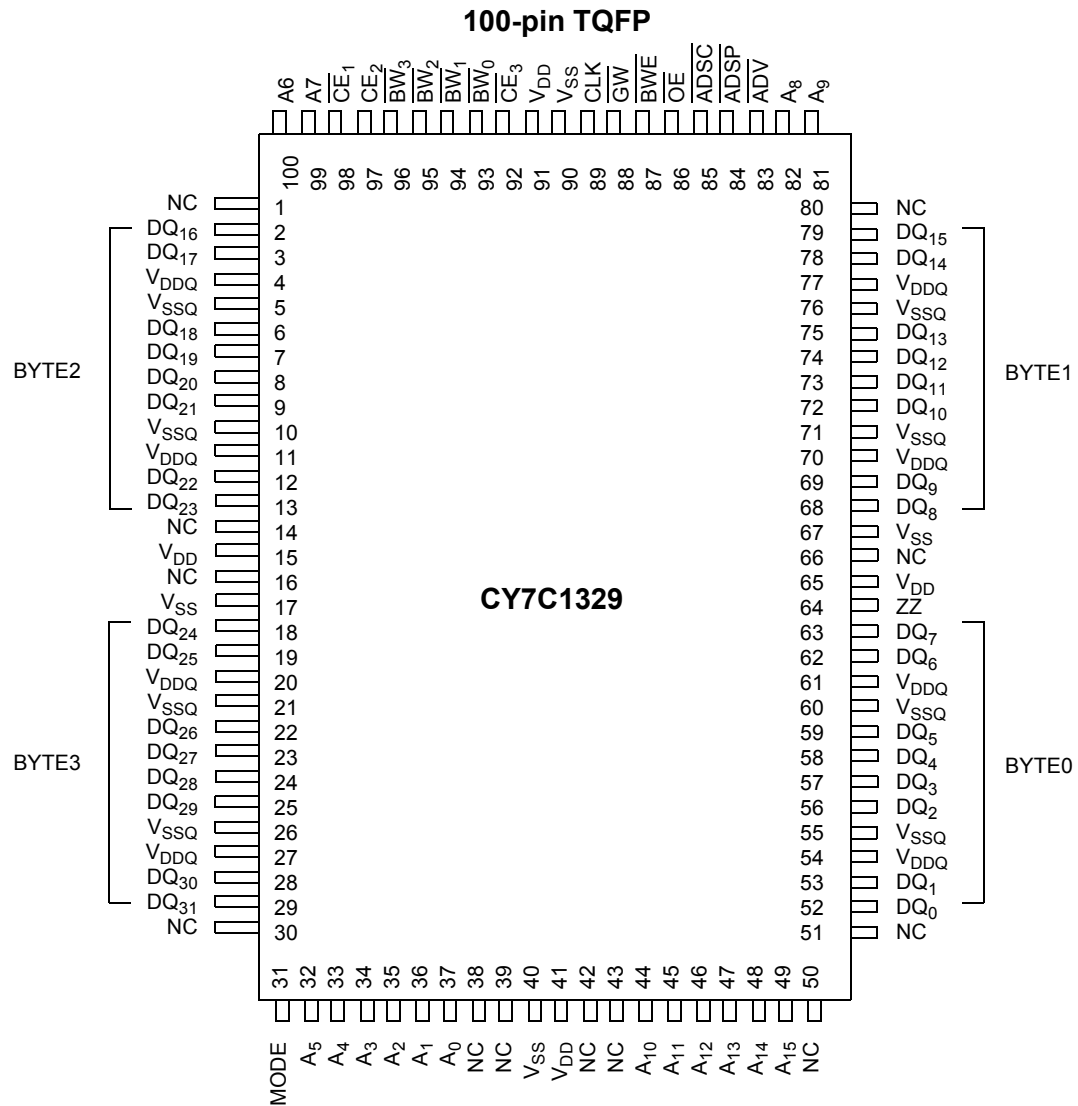 100-pin TQFP
A6
A7
CE1
CE2
BW3
BW2
BW1
BW0
CE3
VDD
VSS
CLK
GW
BWE
OE
ADSC
ADSP
ADV
A8
A9
100
99
98
97
96
95
94
93
92
91
90
89
88
87
86
85
84
83
82
81
NC 1
DQ16 2
DQ17 3
VDDQ 4
VSSQ 5
DQ18 6
DQ19 7
DQ20 8
DQ21 9
VSSQ 10
VDDQ 11
DQ22 12
DQ23 13
NC 14
VDD 15
NC 16
VSS 17
DQ24 18
DQ25 19
VDDQ 20
VSSQ 21
DQ26 22
DQ27 23
DQ28 24
DQ29 25
VSSQ 26
VDDQ 27
DQ30 28
DQ31 29
NC 30
BYTE2
BYTE3
CY7C1329
80 NC
79 DQ15
78 DQ14
77 VDDQ
76 VSSQ
75 DQ13
74 DQ12
73 DQ11
72 DQ10
71 VSSQ
70 VDDQ
69 DQ9
68 DQ8
67 VSS
66 NC
65 VDD
64 ZZ
63 DQ7
62 DQ6
61 VDDQ
60 VSSQ
59 DQ5
58 DQ4
57 DQ3
56 DQ2
55 VSSQ
54 VDDQ
53 DQ1
52 DQ0
51 NC
BYTE1
BYTE0
31
32
33
34
35
36
37
38
39
40
41
42
43
44
45
46
47
48
49
50
MODE
A5
A4
A3
A2
A1
A0
NC
NC
VSS
VDD
NC
NC
A10
A11
A12
A13
A14
A15
NC